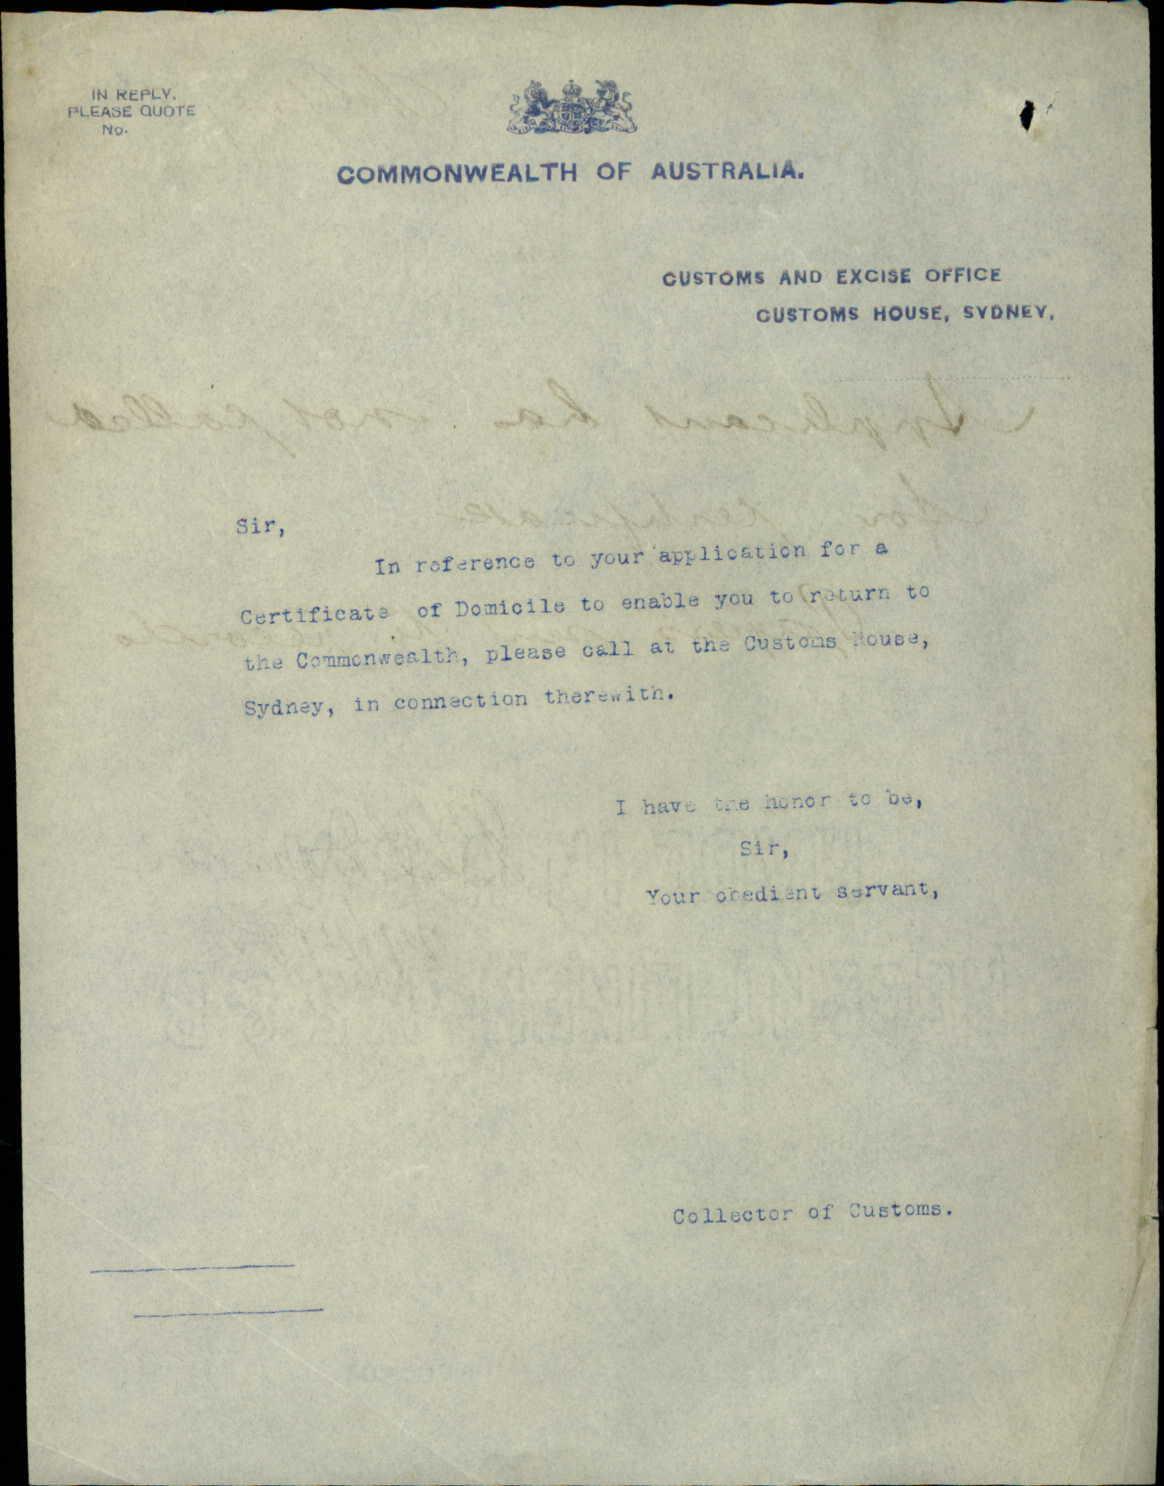 IN REPLY.
PLEASE QUOTE
No.
COMMONWEALTH OF AUSTRALIA.
CUSTOMS AND EXCISE OFFICE
CUSTOMS HOUSE, SYDNEY.
Sir,
In reference to your application for a
Certificate of Domicile to enable you to return to
the Commonwealth, please call at the Customs House,
Sydney, in connection therewith.
I have the honor to be,
Sir,
Your obedient servant,
Collector of Customs.